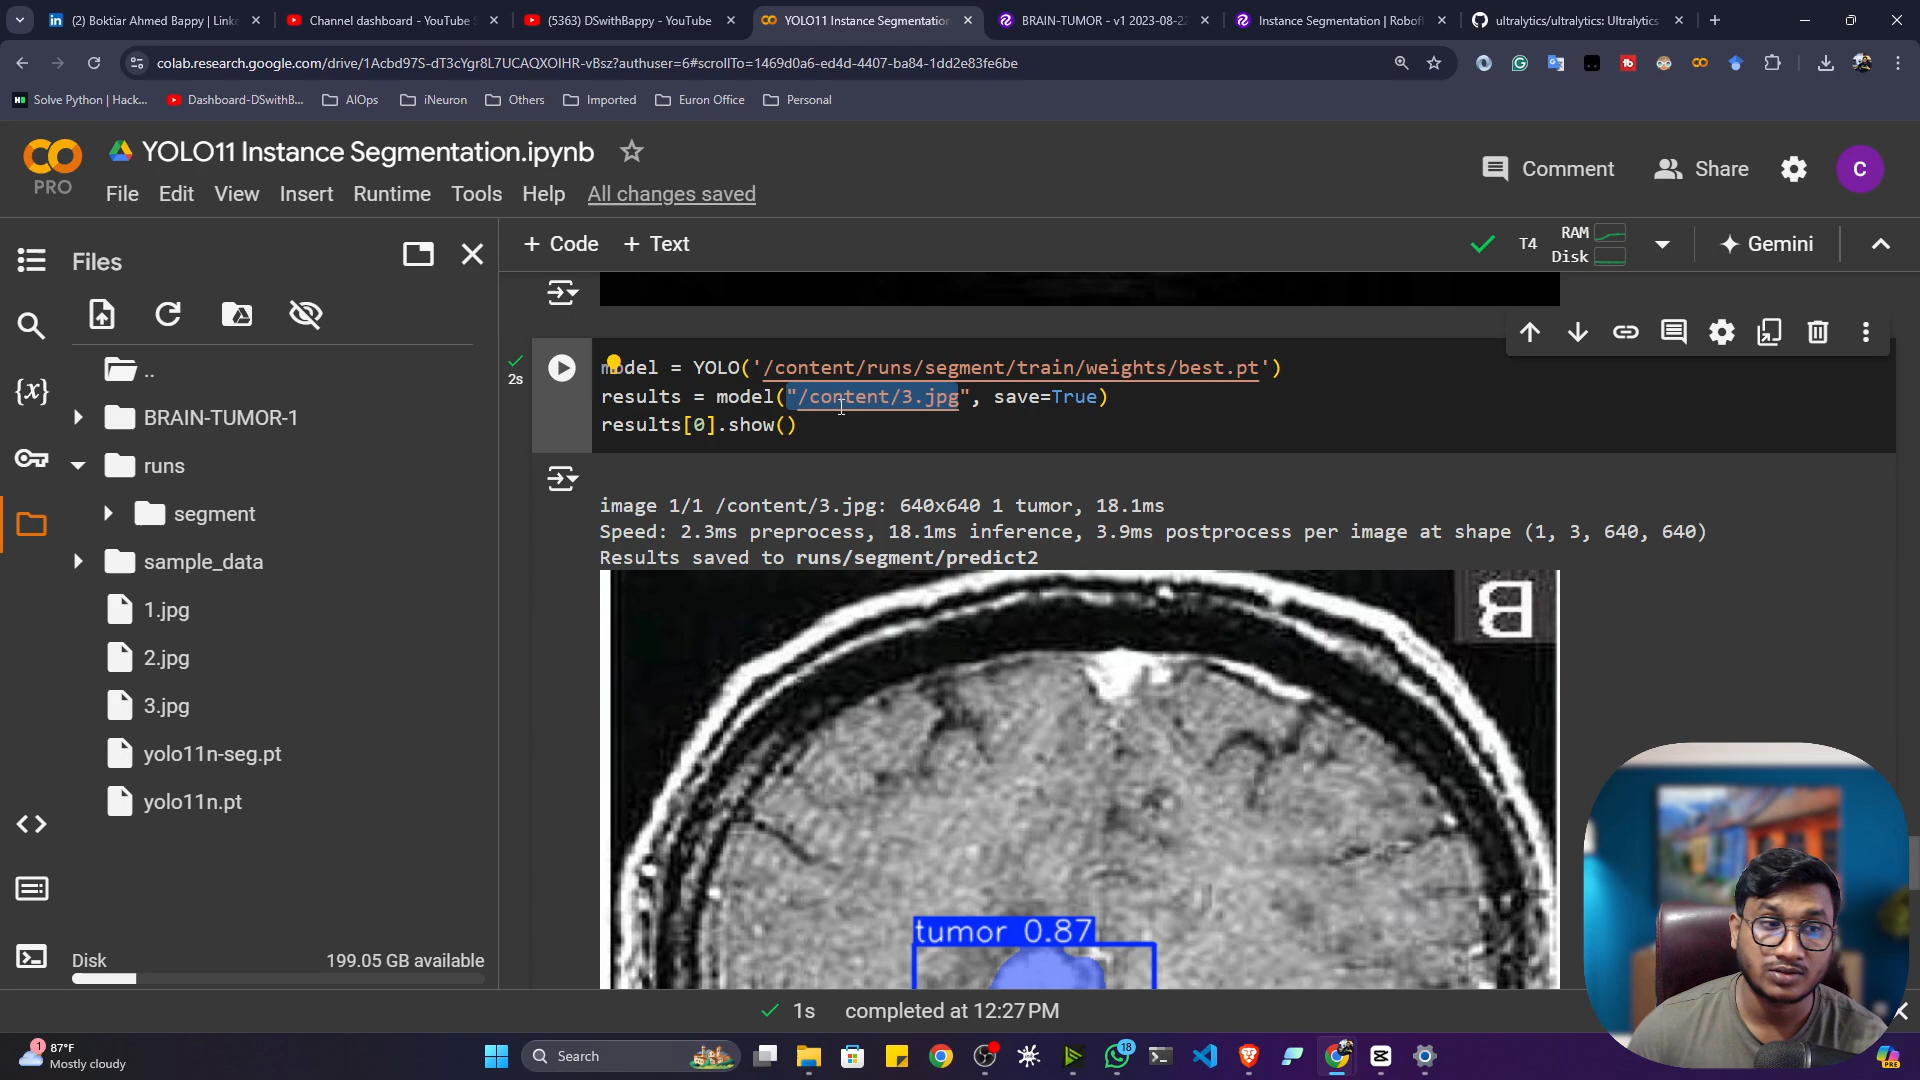 (2) Boktiar Ahmed Bappy | Linke
Channel dashboard - YouTube S
(5363) DSwithBappy - YouTube
YOLO11 Instance Segmentation
BRAIN-TUMOR - v1 2023-08-22
Instance Segmentation | Robofl
ultralytics/ultralytics: Ultralytics
colab.research.google.com/drive/1Acbd97S-dT3cYgr8L7UCAQXOIHR-vBsz?authuser=6#scrollTo=1469d0a6-ed4d-4407-ba84-1dd2e83fe6be
Solve Python | Hack...
Dashboard-DSwithB...
AIOps
iNeuron
Others
Imported
Euron Office
Personal
YOLO11 Instance Segmentation.ipynb
PRO
File Edit View Insert Runtime Tools Help All changes saved
Comment
Share
C
Files
+ Code + Text
T4
RAM
Disk
Gemini
..
BRAIN-TUMOR-1
runs
segment
sample_data
1.jpg
2.jpg
3.jpg
yolo11n-seg.pt
yolo11n.pt
Disk 199.05 GB available
2s
model = YOLO('/content/runs/segment/train/weights/best.pt')
results = model("/content/3.jpg", save=True)
results[0].show()
image 1/1 /content/3.jpg: 640x640 1 tumor, 18.1ms
Speed: 2.3ms preprocess, 18.1ms inference, 3.9ms postprocess per image at shape (1, 3, 640, 640)
Results saved to runs/segment/predict2
tumor 0.87
1s completed at 12:27 PM
1
87°F
Mostly cloudy
Search
18